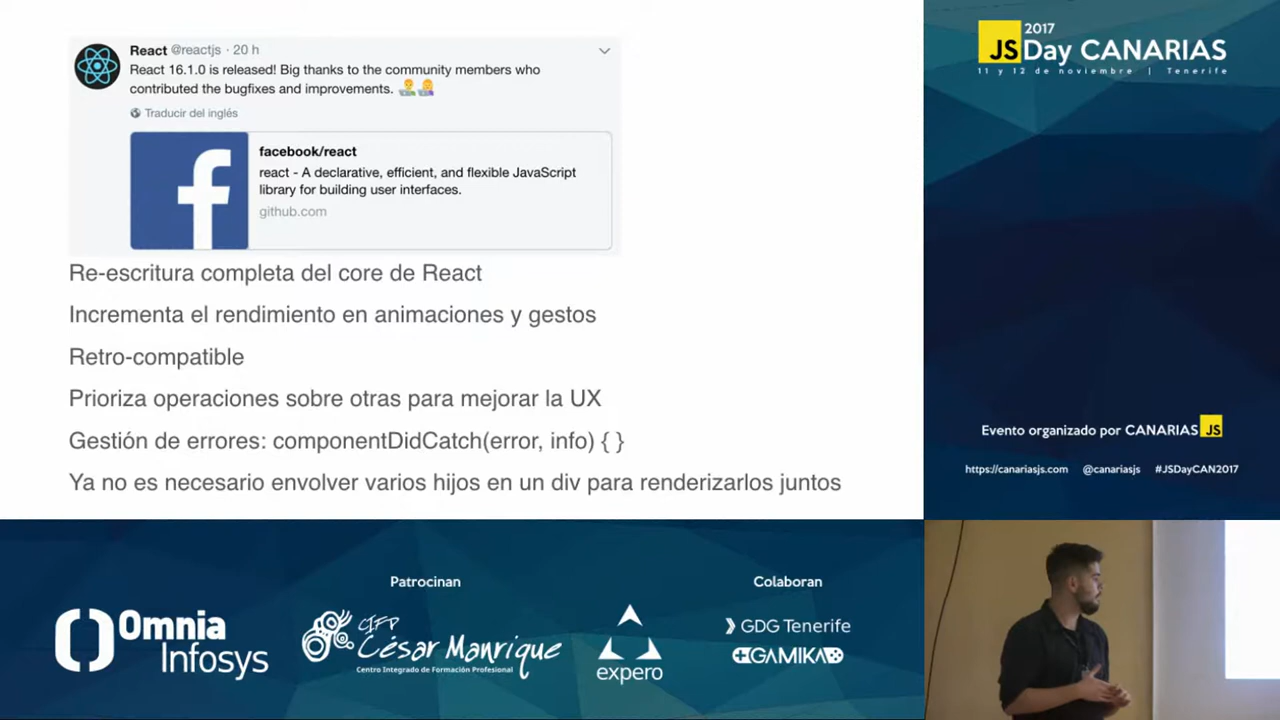 React @reactjs · 20 h
React 16.1.0 is released! Big thanks to the community members who
contributed the bugfixes and improvements.
Traducir del inglés
facebook/react
react - A declarative, efficient, and flexible JavaScript
library for building user interfaces.
github.com
Re-escritura completa del core de React
Incrementa el rendimiento en animaciones y gestos
Retro-compatible
Prioriza operaciones sobre otras para mejorar la UX
Gestión de errores: componentDidCatch(error, info) { }
Ya no es necesario envolver varios hijos en un div para renderizarlos juntos
2017
JS Day CANARIAS
11 y 12 de noviembre | Tenerife
Evento organizado por CANARIAS JS
https://canariasjs.com @canariasjs #JSDayCAN2017
Patrocinan
Omnia
Infosys
CIFP
César Manrique
Centro Integrado de Formación Profesional
expero
Colaboran
GDG Tenerife
GAMIKA